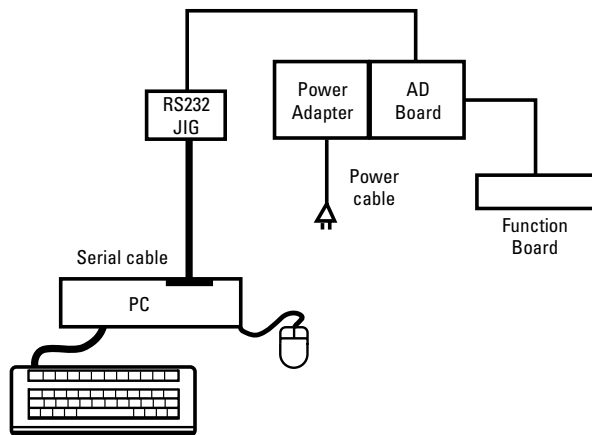 RS232
JIG
Power
Adapter
AD
Board
Power
cable
Function
Board
Serial cable
PC